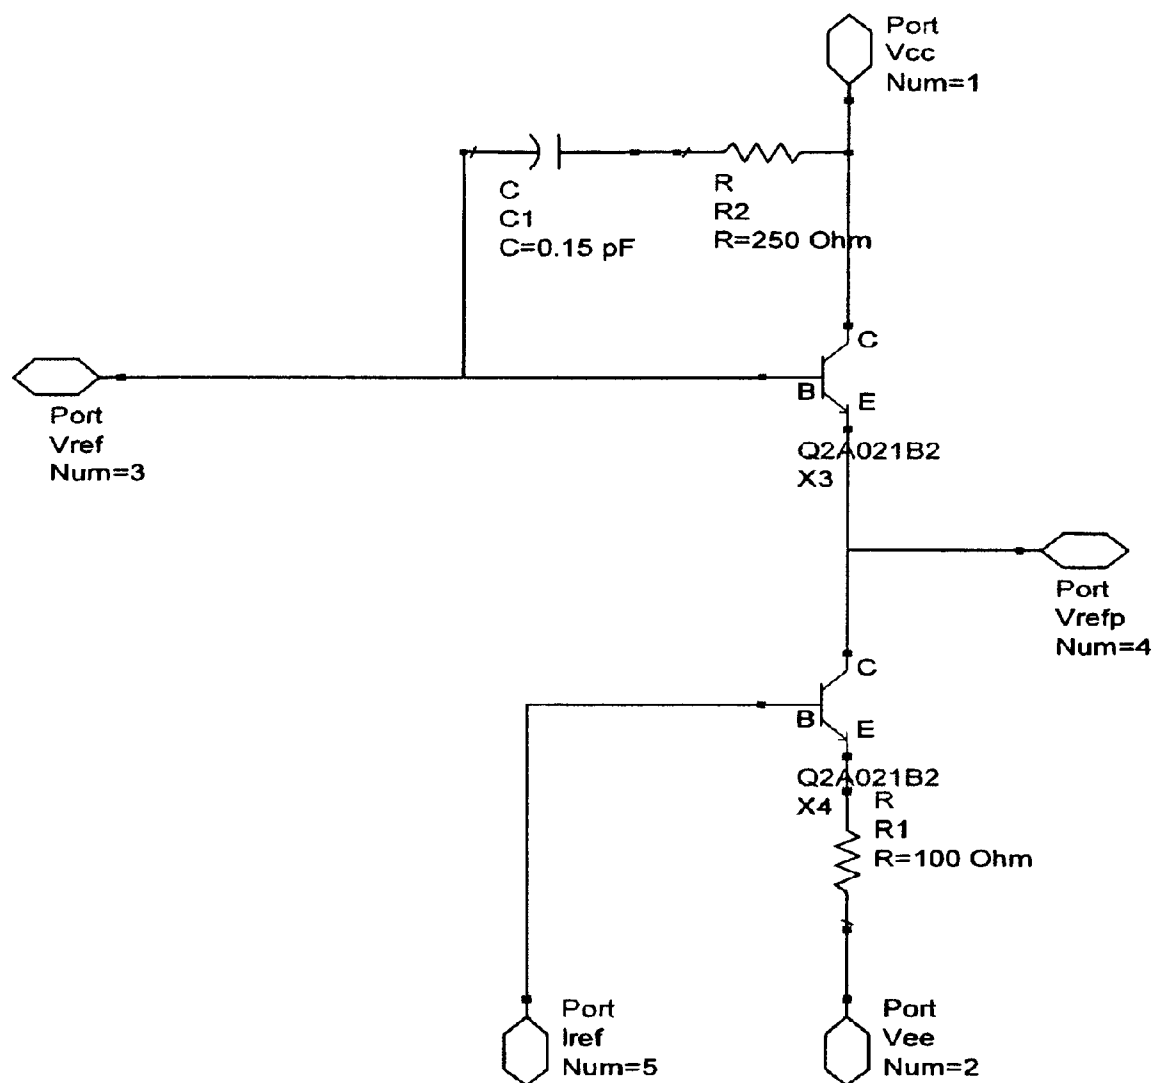 Port
Vcc
Num=1
C
C1
C=0.15 pF
R
R2
R=250 Ohm
C
B
E
Q2A021B2
X3
Port
Vref
Num=3
Port
Vrefp
Num=4
C
B
E
Q2A021B2
X4
R
R1
R=100 Ohm
Port
Iref
Num=5
Port
Vee
Num=2